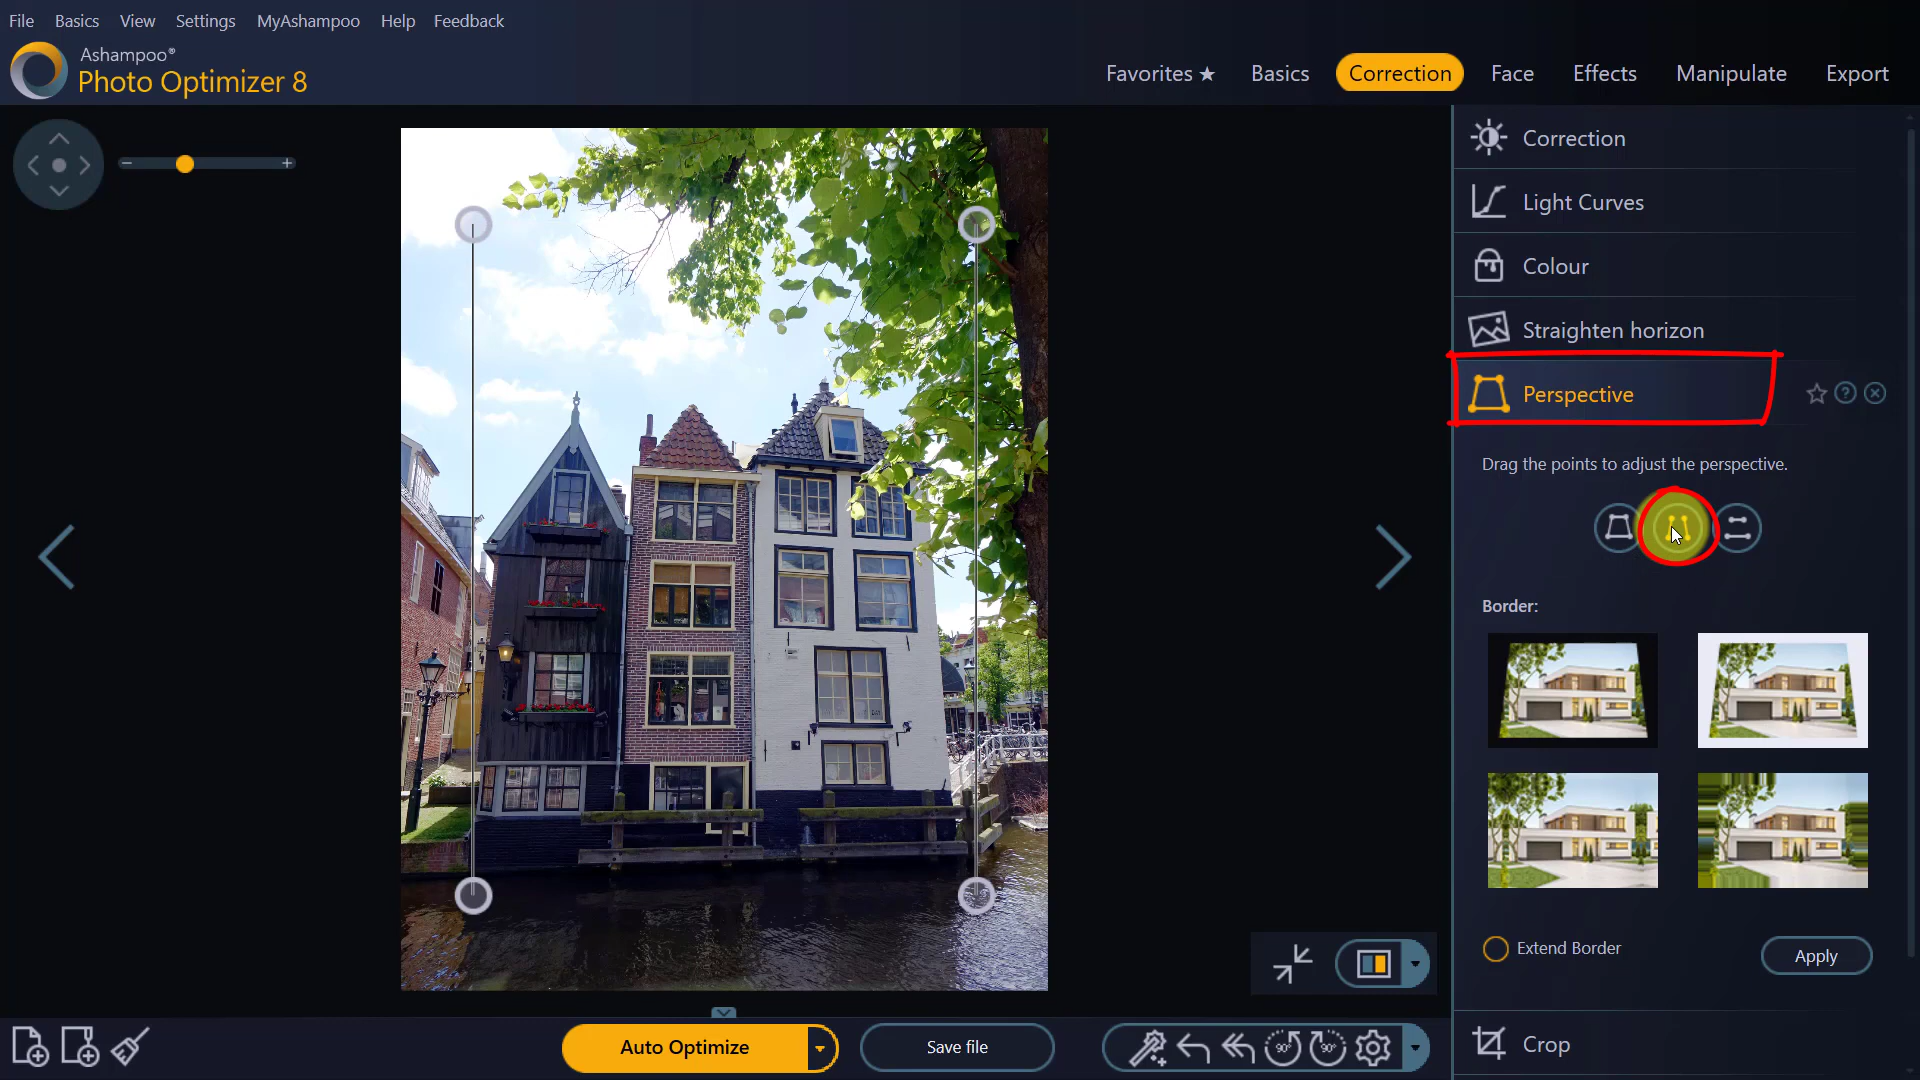 File Basics View Settings MyAshampoo Help Feedback
Ashampoo®
Photo Optimizer 8
Favorites ★ Basics Correction Face Effects Manipulate Export
Correction
Light Curves
Colour
Straighten horizon
Perspective
Drag the points to adjust the perspective.
Border:
Extend Border
Apply
Crop
Auto Optimize
Save file
90° 90°